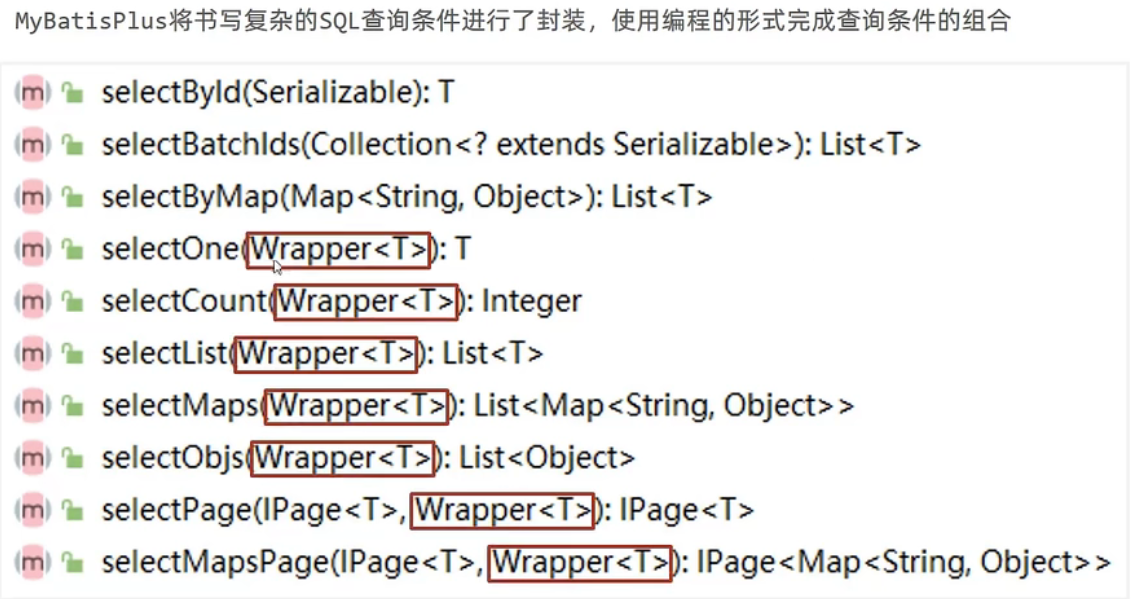 MyBatisPlus将书写复杂的SQL查询条件进行了封装，使用编程的形式完成查询条件的组合
m selectById(Serializable): T
m selectBatchIds(Collection<? extends Serializable>): List<T>
m selectByMap(Map<String, Object>): List<T>
m selectOne(Wrapper<T>): T
m selectCount(Wrapper<T>): Integer
m selectList(Wrapper<T>): List<T>
m selectMaps(Wrapper<T>): List<Map<String, Object>>
m selectObjs(Wrapper<T>): List<Object>
m selectPage(IPage<T>, Wrapper<T>): IPage<T>
m selectMapsPage(IPage<T>, Wrapper<T>): IPage<Map<String, Object>>